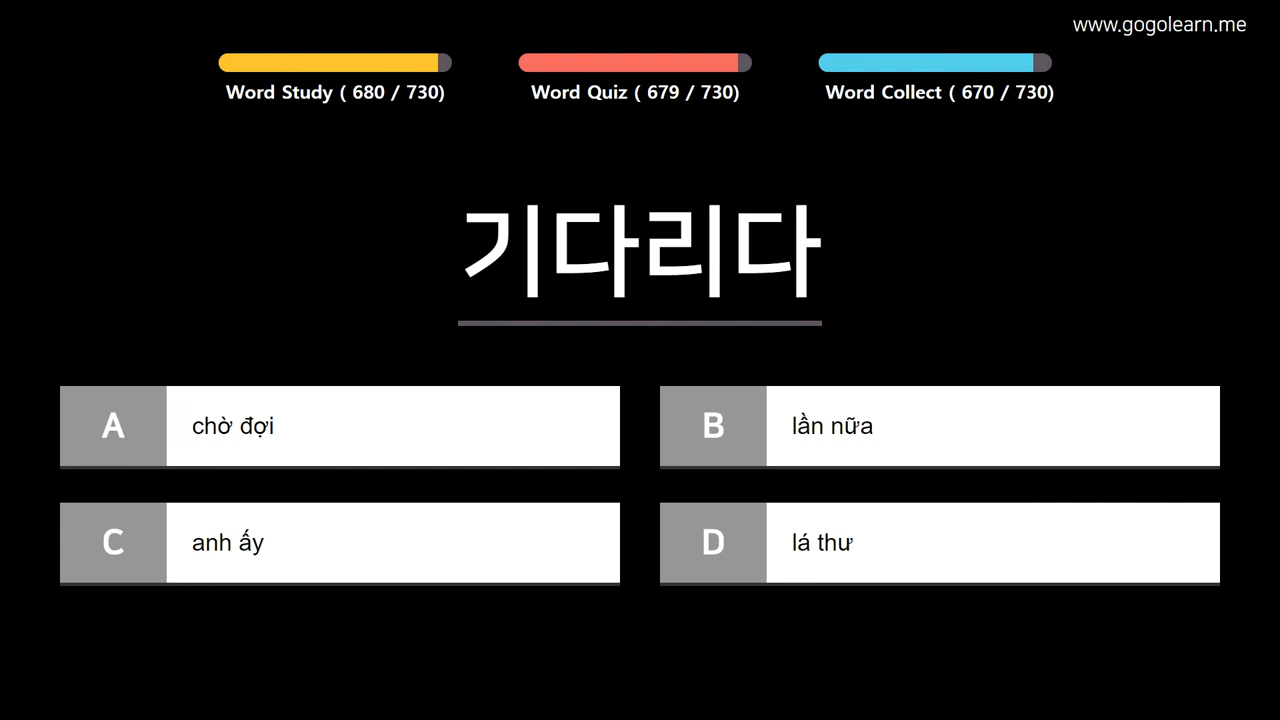 www.gogolearn.me
Word Study ( 680 / 730)
Word Quiz ( 679 / 730)
Word Collect ( 670 / 730)
기다리다
A chờ đợi
B lần nữa
C anh ấy
D lá thư